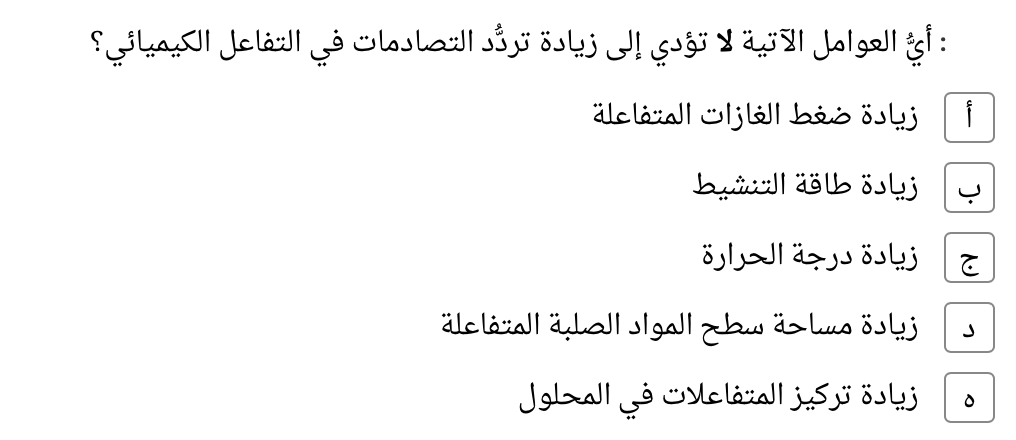 : أيُّ العوامل الآتية لا تؤدي إلى زيادة تردُّد التصادمات في التفاعل الكيميائي؟
أ زيادة ضغط الغازات المتفاعلة
ب زيادة طاقة التنشيط
ج زيادة درجة الحرارة
د زيادة مساحة سطح المواد الصلبة المتفاعلة
ه زيادة تركيز المتفاعلات في المحلول